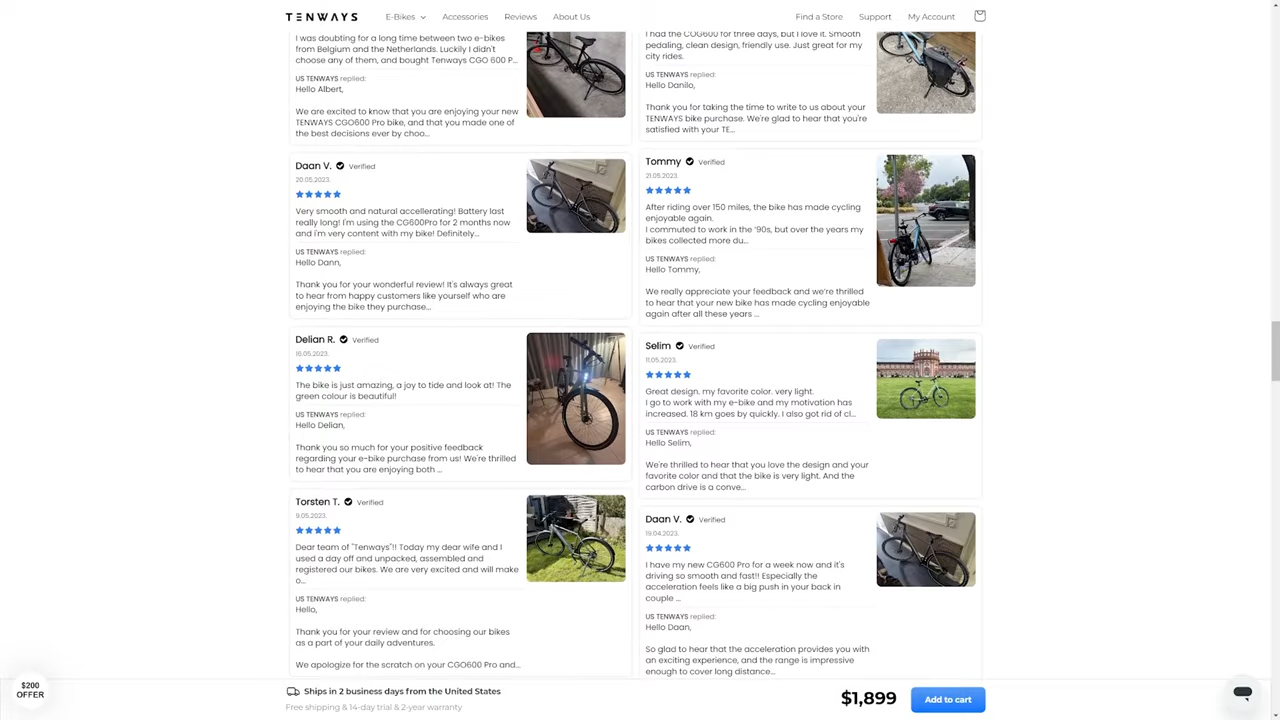 TENWAYS
E-Bikes
Accessories
Reviews
About Us
Find a Store
Support
My Account
I was doubting for a long time between two e-bikes
from Belgium and the Netherlands. Luckily I didn't
choose any of them, and bought Tenways CGO 600 P...
US TENWAYS replied:
Hello Albert,
We are excited to know that you are enjoying your new
TENWAYS CGO600 Pro bike, and that you made one of
the best decisions ever by choo...
Daan V. Verified
20.05.2023.
Very smooth and natural accellerating! Battery last
really long! I'm using the CG600Pro for 2 months now
and i'm very content with my bike! Definitely...
US TENWAYS replied:
Hello Dann,
Thank you for your wonderful review! It's always great
to hear from happy customers like yourself who are
enjoying the bike they purchase...
Delian R. Verified
16.05.2023.
The bike is just amazing, a joy to tide and look at! The
green colour is beautiful!
US TENWAYS replied:
Hello Delian,
Thank you so much for your positive feedback
regarding your e-bike purchase from us! We're thrilled
to hear that you are enjoying both ...
Torsten T. Verified
9.05.2023.
Dear team of "Tenways"!! Today my dear wife and I
used a day off and unpacked, assembled and
registered our bikes. We are very excited and will make
o...
US TENWAYS replied:
Hello,
Thank you for your review and for choosing our bikes
as a part of your daily adventures.
We apologize for the scratch on your CGO600 Pro and...
I had the COG600 for three days, but I love it. Smooth
pedaling, clean design, friendly use. Just great for my
city rides.
US TENWAYS replied:
Hello Danilo,
Thank you for taking the time to write to us about your
TENWAYS bike purchase. We're glad to hear that you're
satisfied with your TE...
Tommy Verified
21.05.2023.
After riding over 150 miles, the bike has made cycling
enjoyable again.
I commuted to work in the '90s, but over the years my
bikes collected more du...
US TENWAYS replied:
Hello Tommy,
We really appreciate your feedback and we're thrilled
to hear that your new bike has made cycling enjoyable
again after all these years ...
Selim Verified
11.05.2023.
Great design. my favorite color. very light.
I go to work with my e-bike and my motivation has
increased. 18 km goes by quickly. I also got rid of cl...
US TENWAYS replied:
Hello Selim,
We're thrilled to hear that you love the design and your
favorite color and that the bike is very light. And the
carbon drive is a conve...
Daan V. Verified
19.04.2023.
I have my new CG600 Pro for a week now and it's
driving so smooth and fast!! Especially the
acceleration feels like a big push in your back in
couple ...
US TENWAYS replied:
Hello Daan,
So glad to hear that the acceleration provides you with
an exciting experience, and the range is impressive
enough to cover long distance...
$200
OFFER
Ships in 2 business days from the United States
Free shipping & 14-day trial & 2-year warranty
$1,899
Add to cart